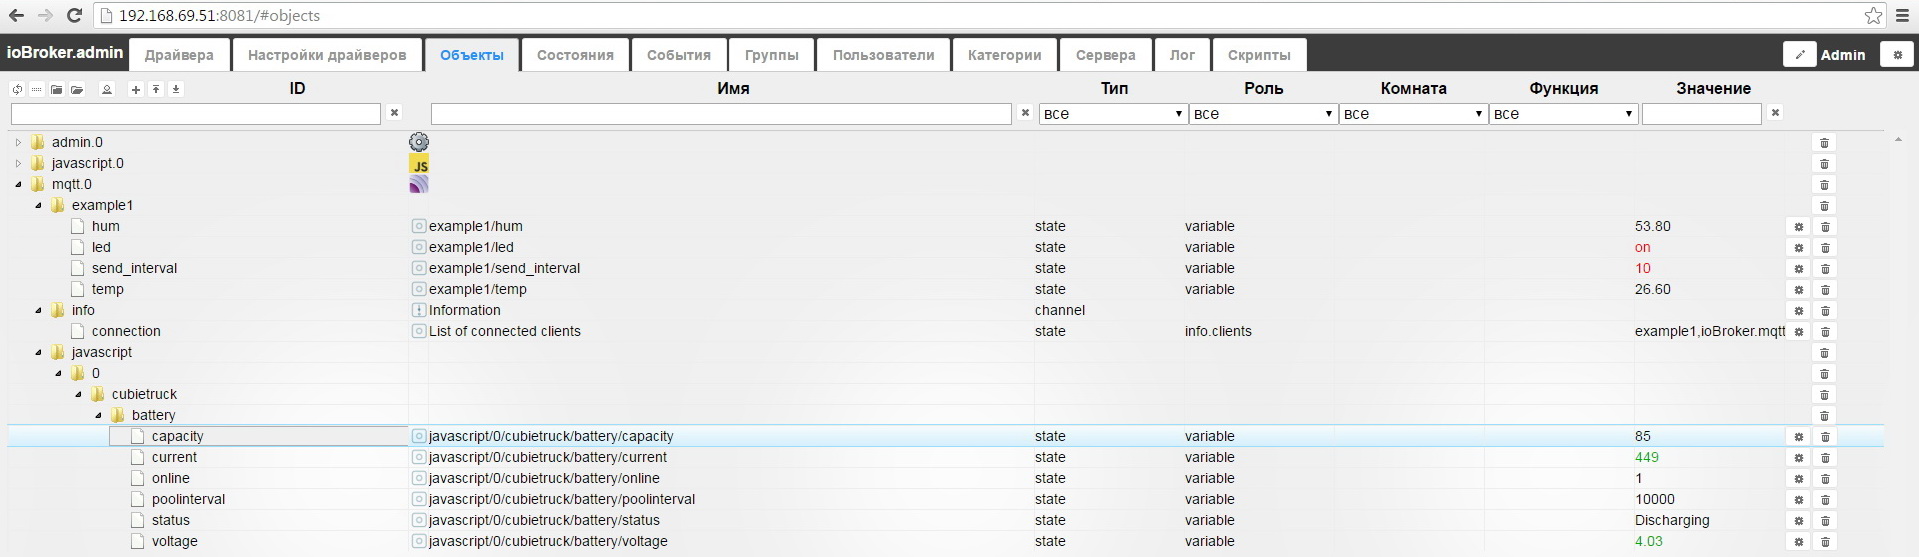 192.168.69.51:8081/#objects
ioBroker.admin Драйвера Настройки драйверов Объекты Состояния События Группы Пользователи Категории Сервера Лог Скрипты Admin
ID Имя Тип Роль Комната Функция Значение
все все все все
admin.0
javascript.0 JS
mqtt.0
example1
hum example1/hum state variable 53.80
led example1/led state variable on
send_interval example1/send_interval state variable 10
temp example1/temp state variable 26.60
info Information channel
connection List of connected clients state info.clients example1,ioBroker.mqtt
javascript
0
cubietruck
battery
capacity javascript/0/cubietruck/battery/capacity state variable 85
current javascript/0/cubietruck/battery/current state variable 449
online javascript/0/cubietruck/battery/online state variable 1
poolinterval javascript/0/cubietruck/battery/poolinterval state variable 10000
status javascript/0/cubietruck/battery/status state variable Discharging
voltage javascript/0/cubietruck/battery/voltage state variable 4.03